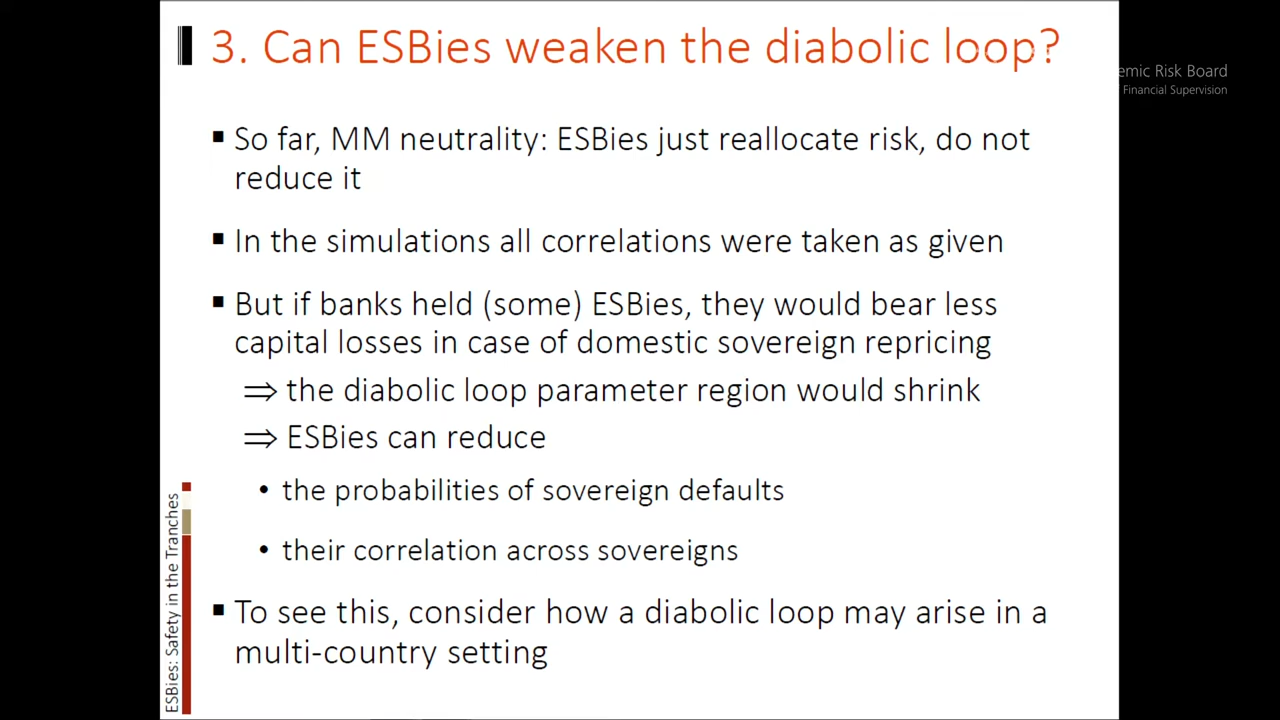 3. Can ESBies weaken the diabolic loop?
emic Risk Board
Financial Supervision
▪ So far, MM neutrality: ESBies just reallocate risk, do not
reduce it
▪ In the simulations all correlations were taken as given
▪ But if banks held (some) ESBies, they would bear less
capital losses in case of domestic sovereign repricing
⇒ the diabolic loop parameter region would shrink
⇒ ESBies can reduce
• the probabilities of sovereign defaults
• their correlation across sovereigns
▪ To see this, consider how a diabolic loop may arise in a
multi-country setting
ESBies: Safety in the Tranches